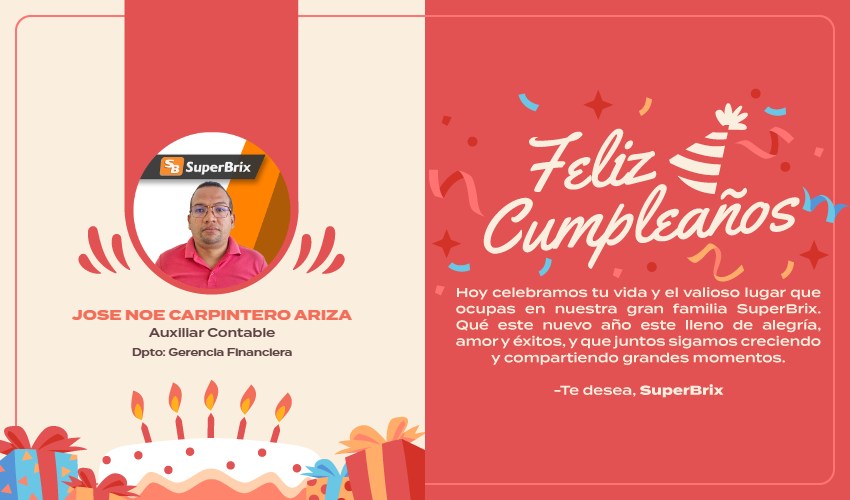 SB SuperBrix
JOSE NOE CARPINTERO ARIZA
Auxiliar Contable
Dpto: Gerencia Financiera
Feliz
Cumpleaños
Hoy celebramos tu vida y el valioso lugar que
ocupas en nuestra gran familia SuperBrix.
Qué este nuevo año este lleno de alegría,
amor y éxitos, y que juntos sigamos creciendo
y compartiendo grandes momentos.
-Te desea, SuperBrix